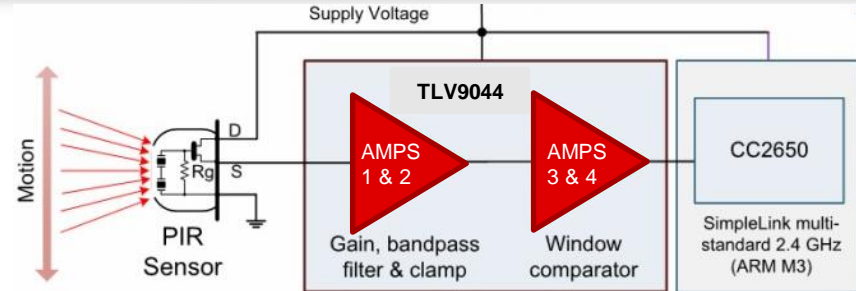 Supply Voltage
TLV9044
D
S
Rg
Motion
AMPS
1 & 2
AMPS
3 & 4
CC2650
PIR
Sensor
Gain, bandpass
filter & clamp
Window
comparator
SimpleLink multi-
standard 2.4 GHz
(ARM M3)